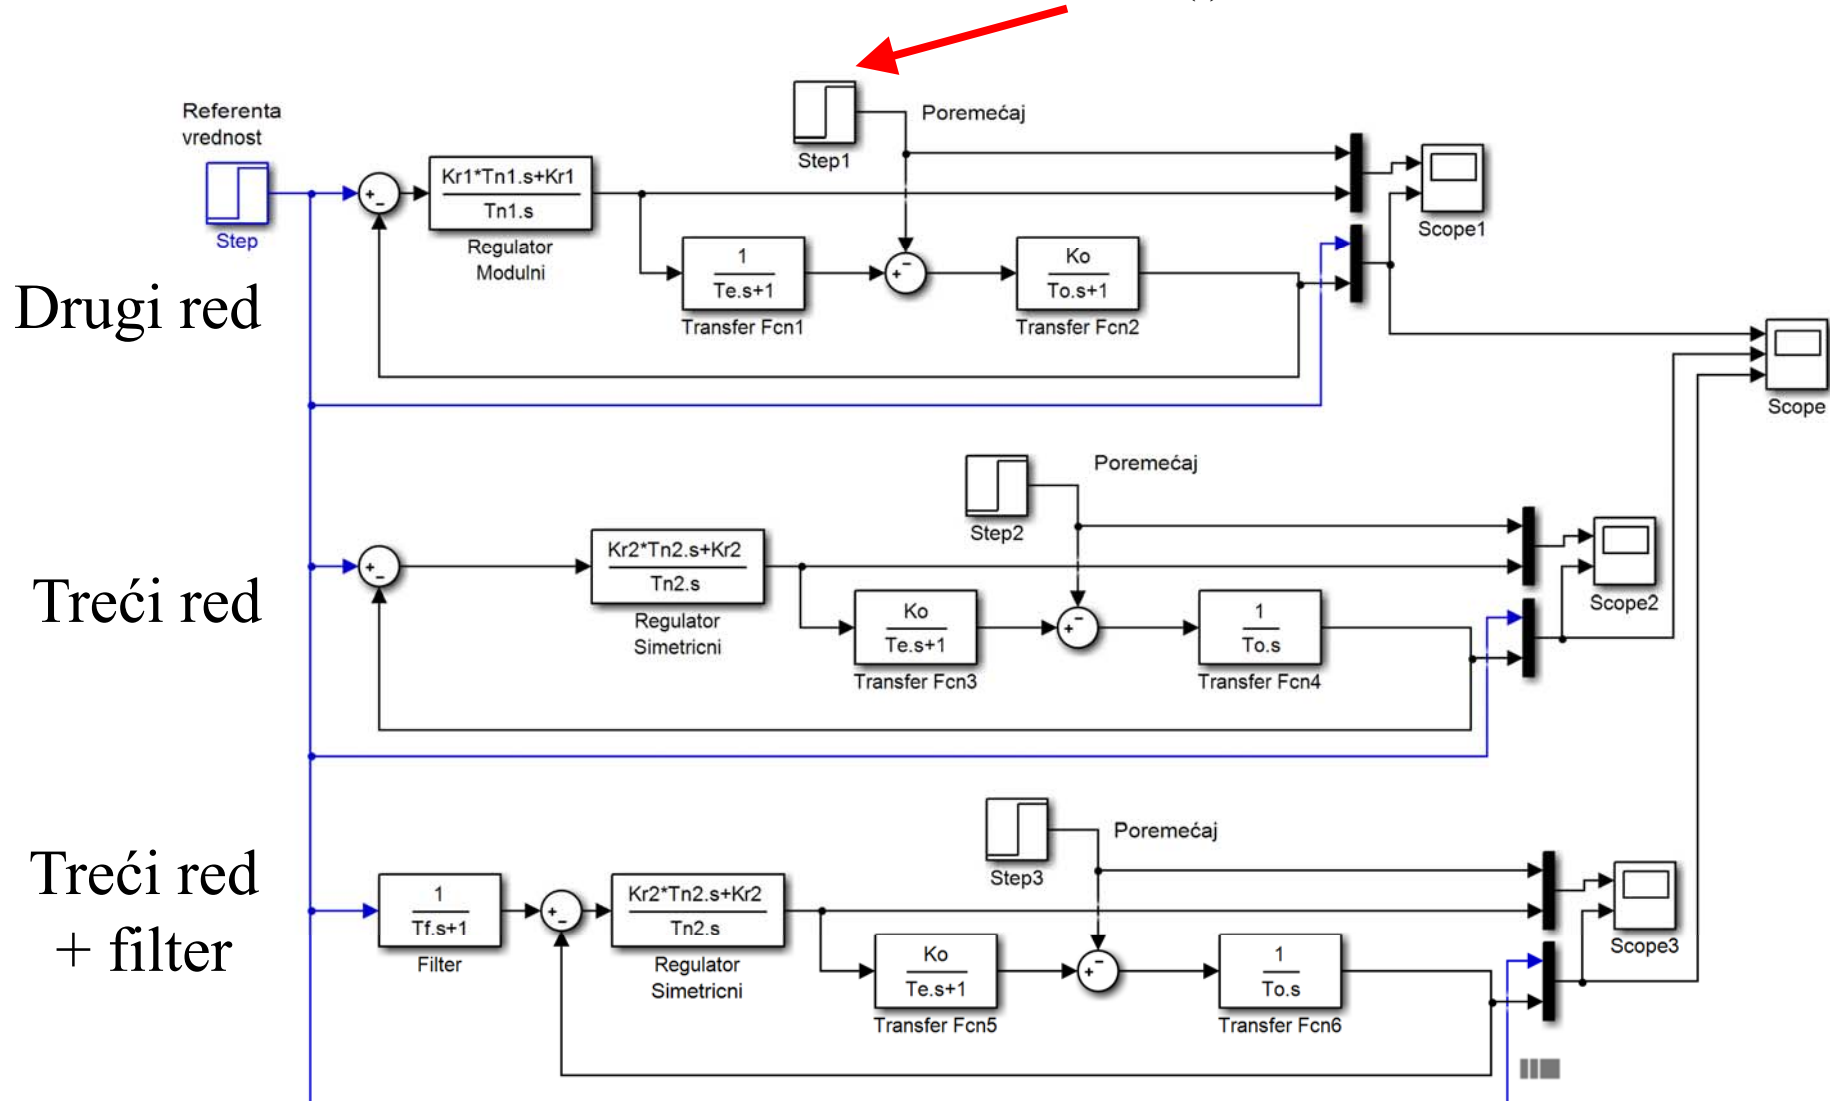 Referenta
vrednost
Step
Kr1*Tn1.s+Kr1
Tn1.s
Regulator
Modulni
Step1
Poremećaj
1
Te.s+1
Transfer Fcn1
Ko
To.s+1
Transfer Fcn2
Scope1
Scope
Drugi red
Poremećaj
Step2
Kr2*Tn2.s+Kr2
Tn2.s
Regulator
Simetricni
Ko
Te.s+1
Transfer Fcn3
1
To.s
Transfer Fcn4
Scope2
Treći red
Poremećaj
Step3
Treći red
+ filter
1
Tf.s+1
Filter
Kr2*Tn2.s+Kr2
Tn2.s
Regulator
Simetricni
Ko
Te.s+1
Transfer Fcn5
1
To.s
Transfer Fcn6
Scope3